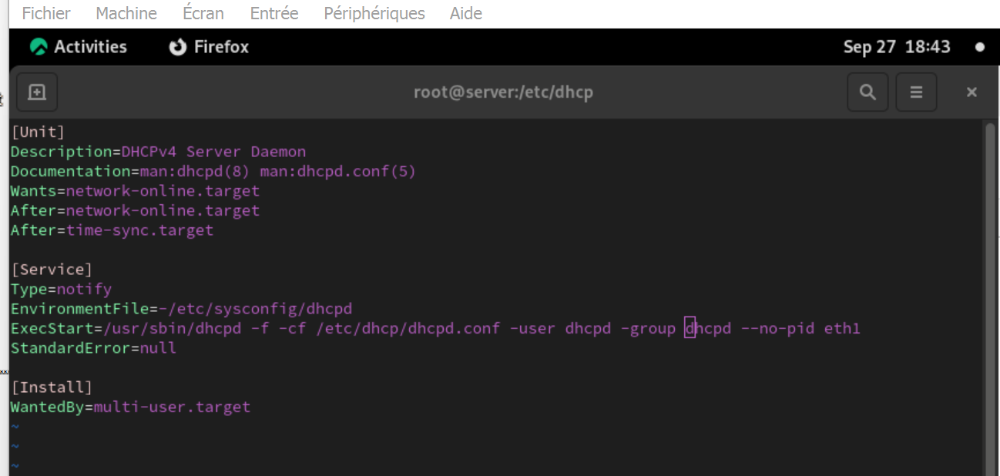 Fichier Machine Écran Entrée Périphériques Aide
Activities Firefox Sep 27 18:43
root@server:/etc/dhcp
[Unit]
Description=DHCPv4 Server Daemon
Documentation=man:dhcpd(8) man:dhcpd.conf(5)
Wants=network-online.target
After=network-online.target
After=time-sync.target
[Service]
Type=notify
EnvironmentFile=-/etc/sysconfig/dhcpd
ExecStart=/usr/sbin/dhcpd -f -cf /etc/dhcp/dhcpd.conf -user dhcpd -group dhcpd --no-pid eth1
StandardError=null
[Install]
WantedBy=multi-user.target
~
~
~